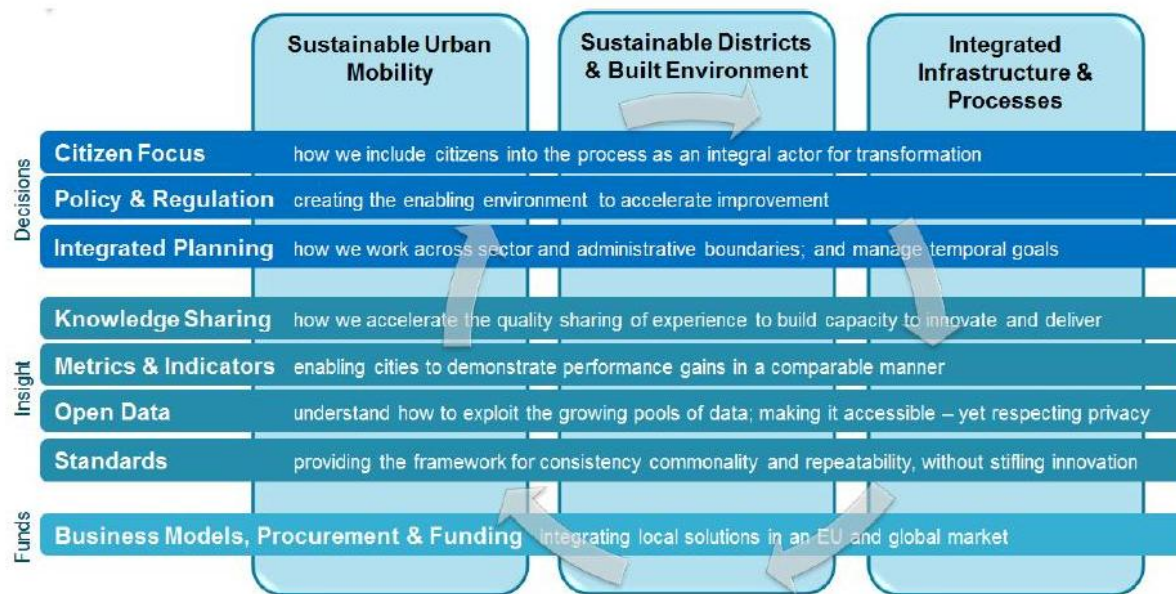 Sustainable Urban
Mobility
Sustainable Districts
& Built Environment
Integrated
Infrastructure &
Processes
Decisions
Citizen Focus how we include citizens into the process as an integral actor for transformation
Policy & Regulation creating the enabling environment to accelerate improvement
Integrated Planning how we work across sector and administrative boundaries; and manage temporal goals
Insight
Knowledge Sharing how we accelerate the quality sharing of experience to build capacity to innovate and deliver
Metrics & Indicators enabling cities to demonstrate performance gains in a comparable manner
Open Data understand how to exploit the growing pools of data; making it accessible – yet respecting privacy
Standards providing the framework for consistency commonality and repeatability, without stifling innovation
Funds
Business Models, Procurement & Funding integrating local solutions in an EU and global market